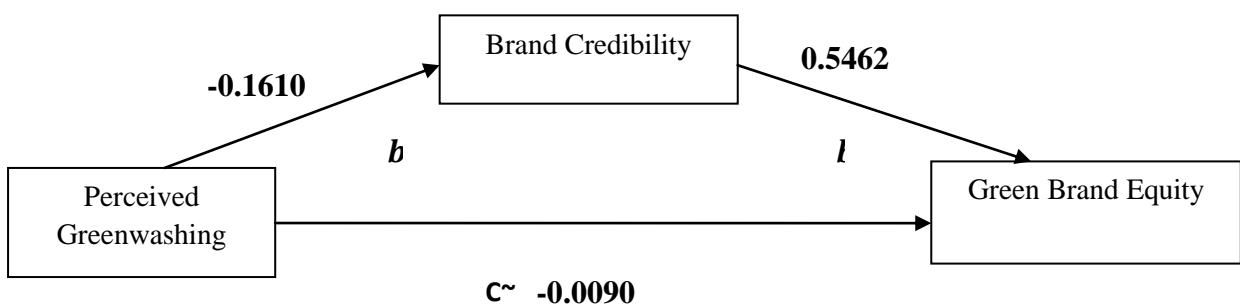 Brand Credibility
0.5462
-0.1610
b
Perceived
Greenwashing
Green Brand Equity
C~ -0.0090